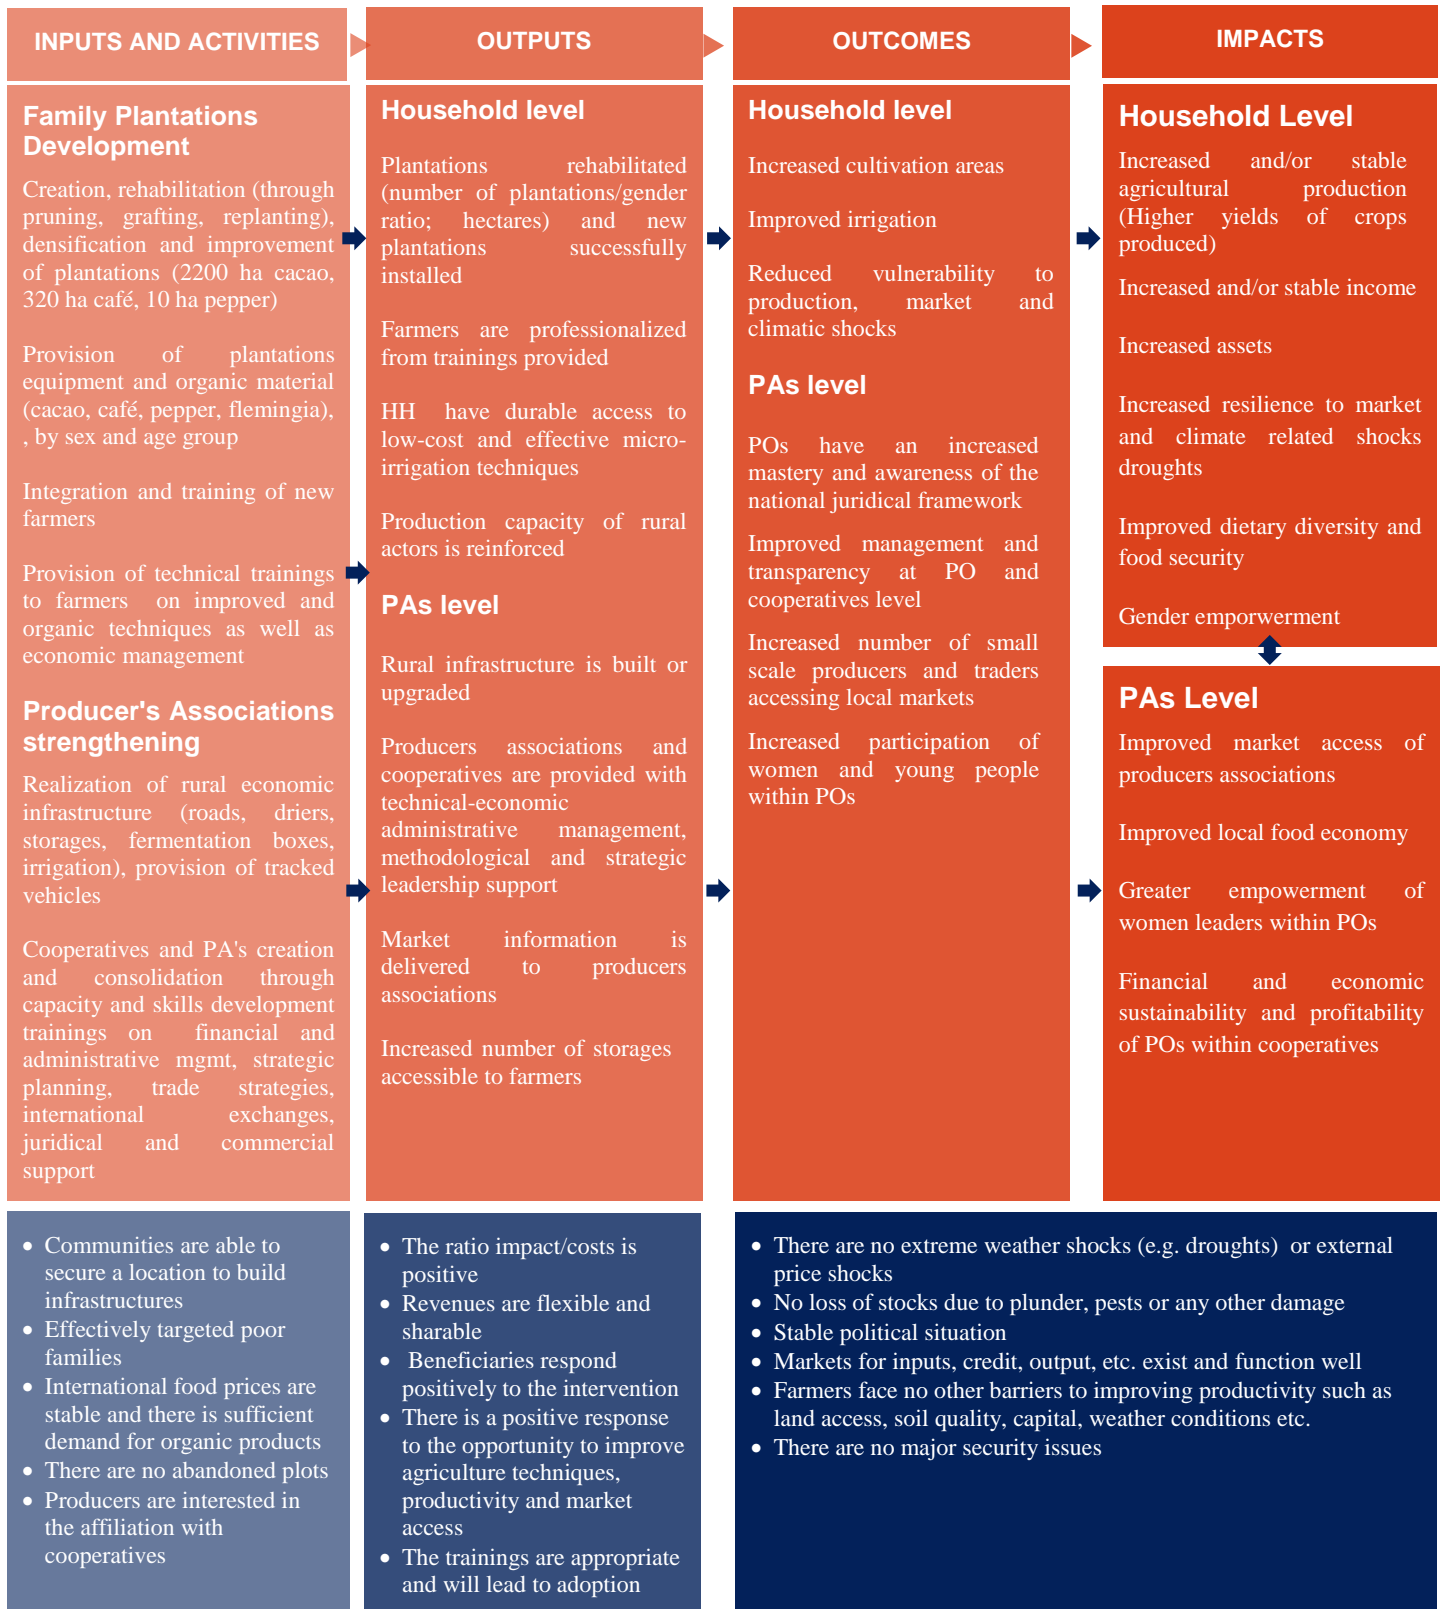 INPUTS AND ACTIVITIES
OUTPUTS
OUTCOMES
IMPACTS
Family Plantations
Development
Creation, rehabilitation (through
pruning, grafting, replanting),
densification and improvement
of plantations (2200 ha cacao,
320 ha café, 10 ha pepper)
Provision of plantations
equipment and organic material
(cacao, café, pepper, flemingia),
, by sex and age group
Integration and training of new
farmers
Provision of technical trainings
to farmers on improved and
organic techniques as well as
economic management
Producer's Associations
strengthening
Realization of rural economic
infrastructure (roads, driers,
storages, fermentation boxes,
irrigation), provision of tracked
vehicles
Cooperatives and PA's creation
and consolidation through
capacity and skills development
trainings on financial and
administrative mgmt, strategic
planning, trade strategies,
international exchanges,
juridical and commercial
support
Household level
Plantations rehabilitated
(number of plantations/gender
ratio; hectares) and new
plantations successfully
installed
Farmers are professionalized
from trainings provided
HH have durable access to
low-cost and effective micro-
irrigation techniques
Production capacity of rural
actors is reinforced
PAs level
Rural infrastructure is built or
upgraded
Producers associations and
cooperatives are provided with
technical-economic
administrative management,
methodological and strategic
leadership support
Market information is
delivered to producers
associations
Increased number of storages
accessible to farmers
Household level
Increased cultivation areas
Improved irrigation
Reduced vulnerability to
production, market and
climatic shocks
PAs level
POs have an increased
mastery and awareness of the
national juridical framework
Improved management and
transparency at PO and
cooperatives level
Increased number of small
scale producers and traders
accessing local markets
Increased participation of
women and young people
within POs
Household Level
Increased and/or stable
agricultural production
(Higher yields of crops
produced)
Increased and/or stable income
Increased assets
Increased resilience to market
and climate related shocks
droughts
Improved dietary diversity and
food security
Gender emporwerment
PAs Level
Improved market access of
producers associations
Improved local food economy
Greater empowerment of
women leaders within POs
Financial and economic
sustainability and profitability
of POs within cooperatives
• Communities are able to
secure a location to build
infrastructures
• Effectively targeted poor
families
• International food prices are
stable and there is sufficient
demand for organic products
• There are no abandoned plots
• Producers are interested in
the affiliation with
cooperatives
• The ratio impact/costs is
positive
• Revenues are flexible and
sharable
• Beneficiaries respond
positively to the intervention
• There is a positive response
to the opportunity to improve
agriculture techniques,
productivity and market
access
• The trainings are appropriate
and will lead to adoption
• There are no extreme weather shocks (e.g. droughts) or external
price shocks
• No loss of stocks due to plunder, pests or any other damage
• Stable political situation
• Markets for inputs, credit, output, etc. exist and function well
• Farmers face no other barriers to improving productivity such as
land access, soil quality, capital, weather conditions etc.
• There are no major security issues